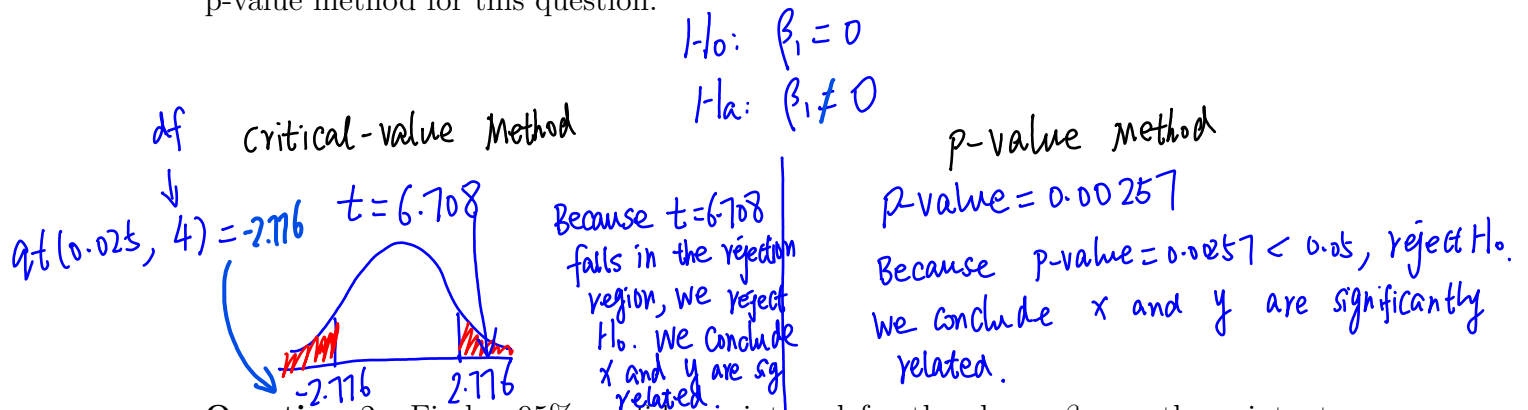 p-value method for this question.
H₀: β₁ = 0
Hₐ: β₁ ≠ 0
df
Critical-value Method
qt(0.025, 4) = -2.776
t = 6.708
-2.776
2.776
Because t=6.708
falls in the rejection
region, we reject
H₀. We conclude
x and y are sig
related
p-value Method
p-value = 0.00257
Because p-value = 0.00257 < 0.05, reject H₀.
We conclude x and y are significantly
related.